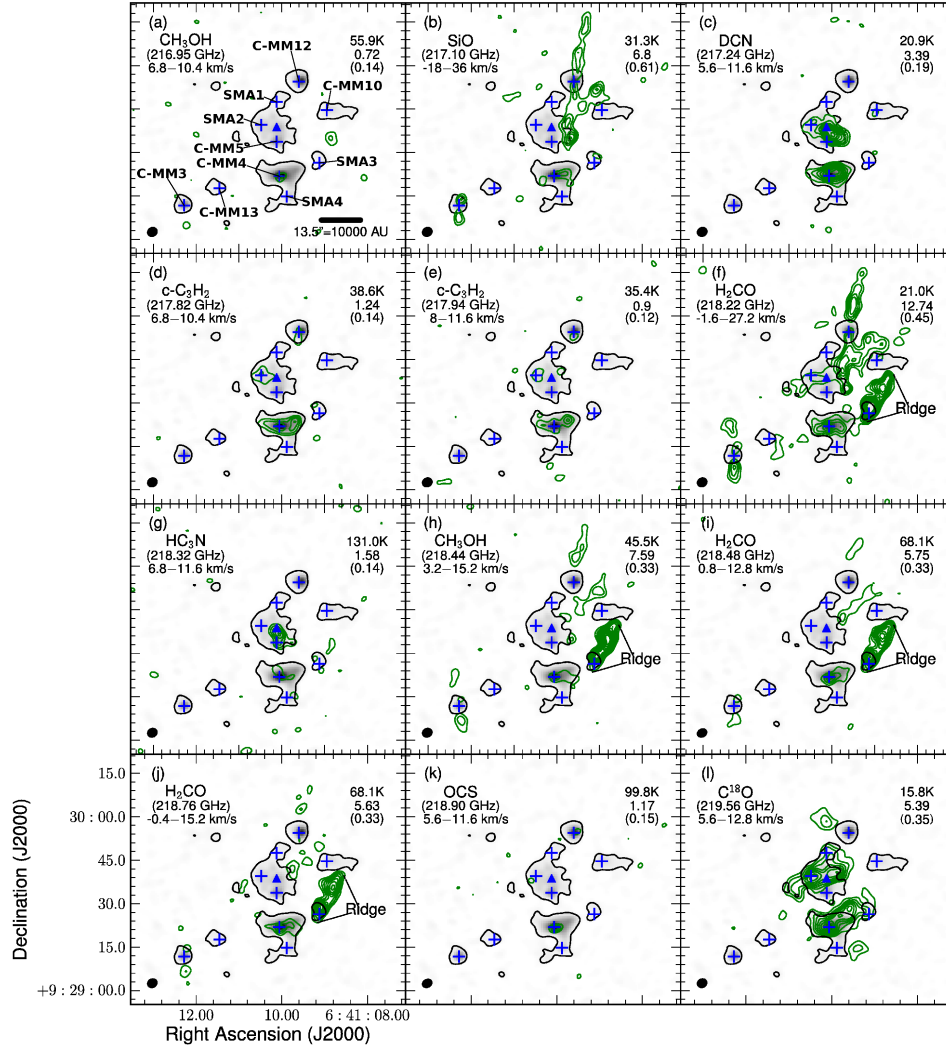 (a)
CH₃OH
(216.95 GHz)
6.8−10.4 km/s
55.9K
0.72
(0.14)
C-MM12
C-MM10
SMA1
SMA2
C-MM5
C-MM4
SMA3
C-MM3
C-MM13
SMA4
13.5"=10000 AU
(b)
SiO
(217.10 GHz)
-18−36 km/s
31.3K
6.8
(0.61)
(c)
DCN
(217.24 GHz)
5.6−11.6 km/s
20.9K
3.39
(0.19)
(d)
c-C₃H₂
(217.82 GHz)
6.8−10.4 km/s
38.6K
1.24
(0.14)
(e)
c-C₃H₂
(217.94 GHz)
8−11.6 km/s
35.4K
0.9
(0.12)
(f)
H₂CO
(218.22 GHz)
-1.6−27.2 km/s
21.0K
12.74
(0.45)
Ridge
(g)
HC₃N
(218.32 GHz)
6.8−11.6 km/s
131.0K
1.58
(0.14)
(h)
CH₃OH
(218.44 GHz)
3.2−15.2 km/s
45.5K
7.59
(0.33)
Ridge
(i)
H₂CO
(218.48 GHz)
0.8−12.8 km/s
68.1K
5.75
(0.33)
Ridge
(j)
H₂CO
(218.76 GHz)
-0.4−15.2 km/s
68.1K
5.63
(0.33)
Ridge
(k)
OCS
(218.90 GHz)
5.6−11.6 km/s
99.8K
1.17
(0.15)
(l)
C¹⁸O
(219.56 GHz)
5.6−12.8 km/s
15.8K
5.39
(0.35)
15.0
30 : 00.0
45.0
30.0
15.0
+9 : 29 : 00.0
Declination (J2000)
12.00 10.00 6 : 41 : 08.00
Right Ascension (J2000)